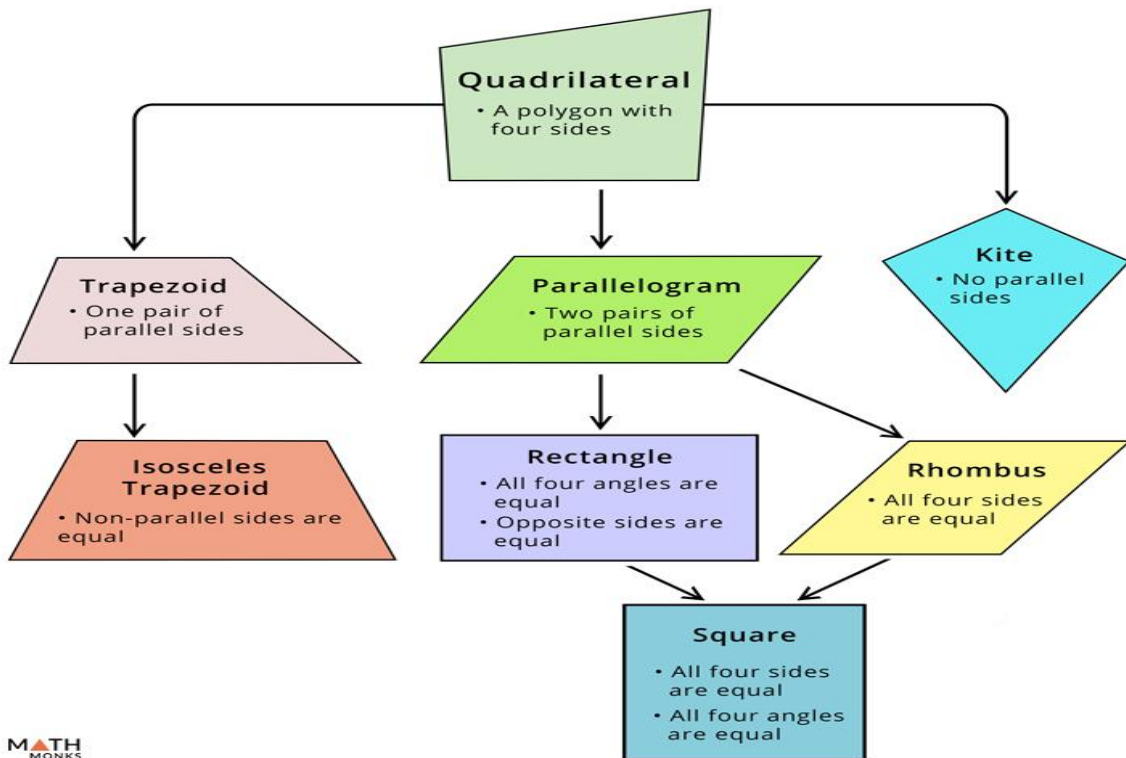 Quadrilateral
• A polygon with
four sides
Trapezoid
• One pair of
parallel sides
Parallelogram
• Two pairs of
parallel sides
Kite
• No parallel
sides
Isosceles
Trapezoid
• Non-parallel sides are
equal
Rectangle
• All four angles are
equal
• Opposite sides are
equal
Rhombus
• All four sides
are equal
Square
• All four sides
are equal
• All four angles
are equal
MATH
MONKS